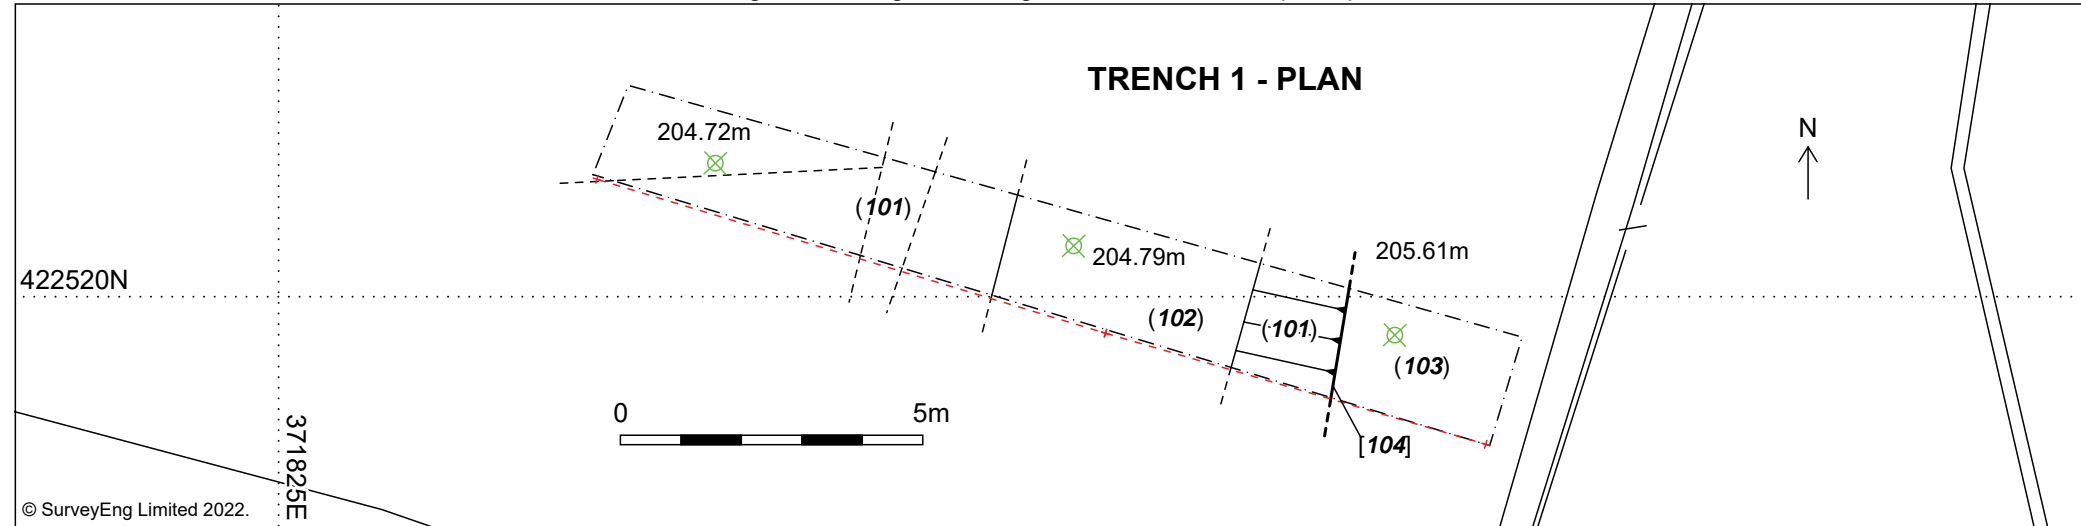 TRENCH 1 - PLAN
204.72m
N
(101)
204.79m
205.61m
422520N
(102)
(101)
(103)
0 5m
[104]
371825E
© SurveyEng Limited 2022.